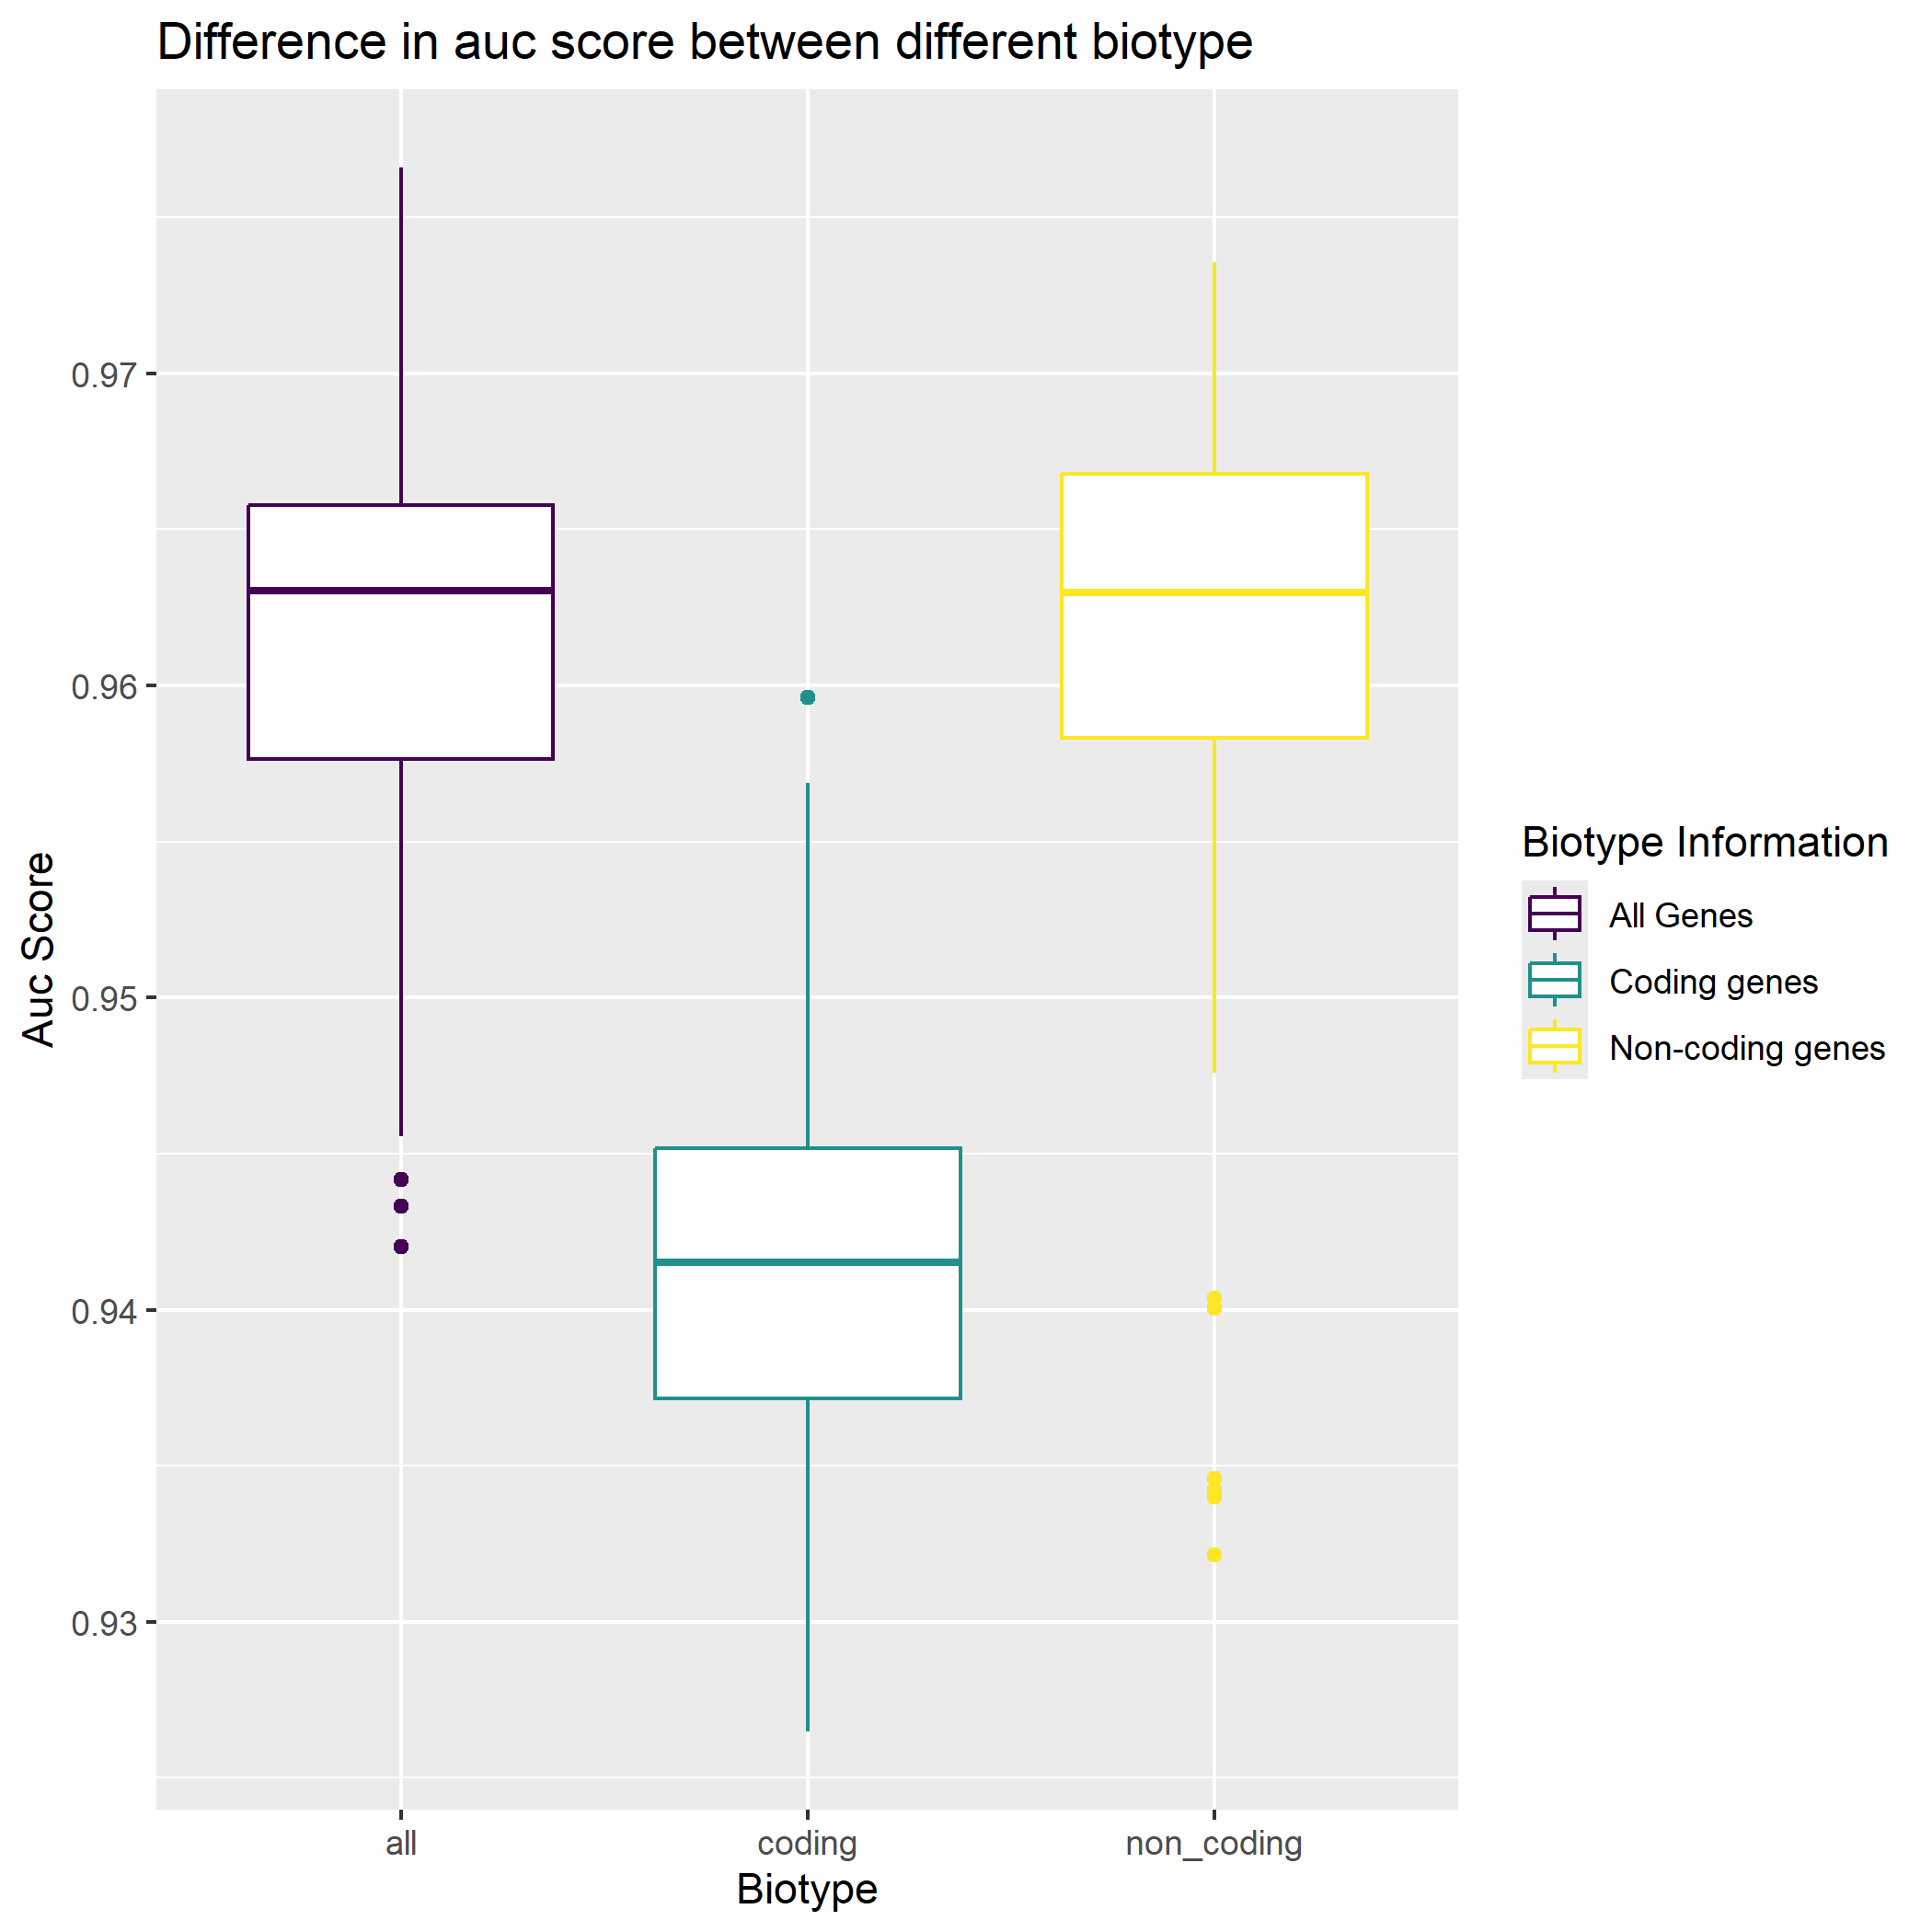 Difference in auc score between different biotype
Auc Score
0.97
0.96
0.95
0.94
0.93
all
coding
non_coding
Biotype
Biotype Information
All Genes
Coding genes
Non-coding genes